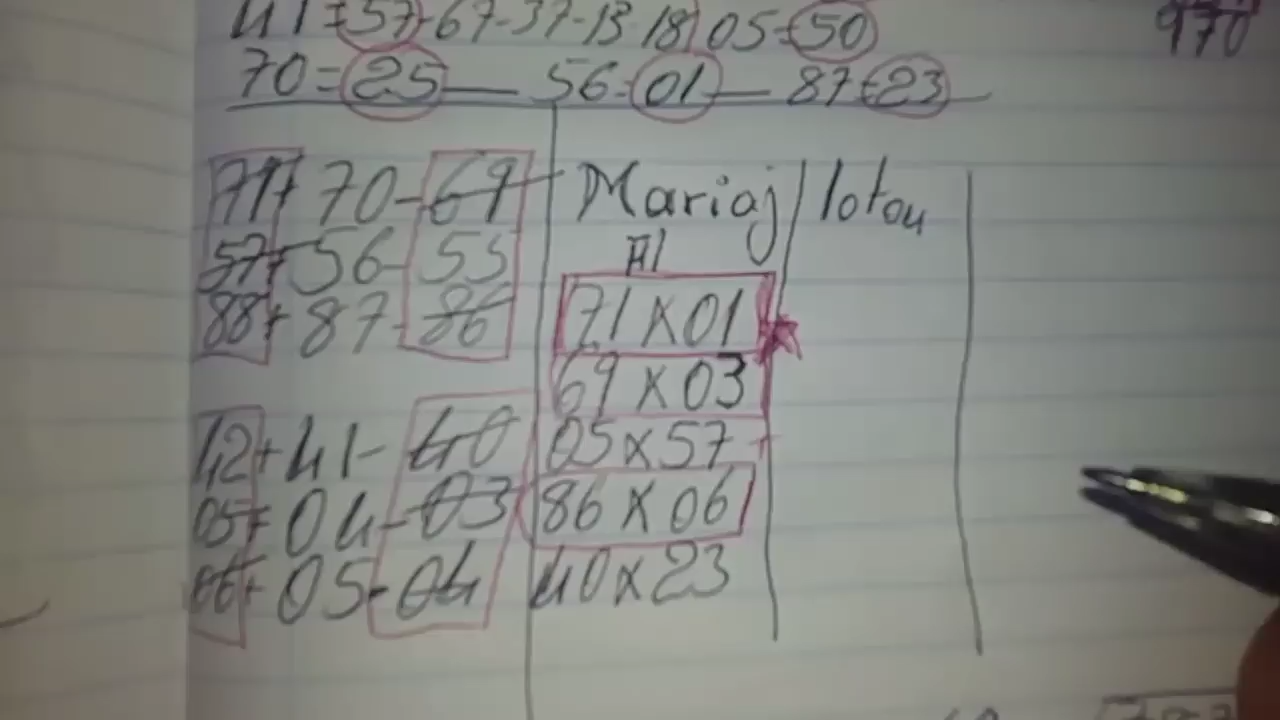 41=57-67-37-13-18/05=50
970
70=25— 56=01— 87=23
71+70-69
57+56-55
88+87-86
Mariaj/lotou
A1
71X01
69X03
05X57
86X06
40X23
42+41-40
05+04-03
06+05-04